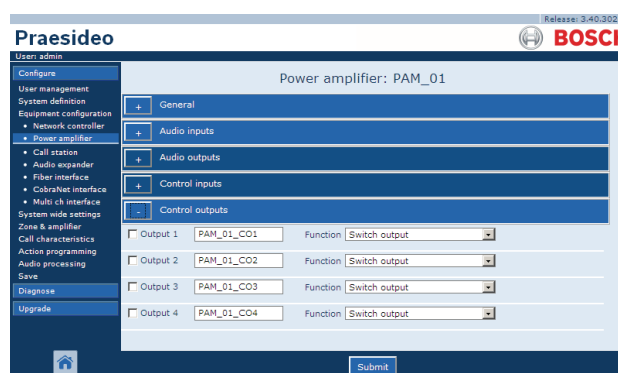 Release: 3.40.302
Praesideo
BOSCH
User: admin
Configure
User management
System definition
Equipment configuration
• Network controller
• Power amplifier
• Call station
• Audio expander
• Fiber interface
• CobraNet interface
• Multi ch interface
System wide settings
Zone & amplifier
Call characteristics
Action programming
Audio processing
Save
Diagnose
Upgrade
Power amplifier: PAM_01
+ General
+ Audio inputs
+ Audio outputs
+ Control inputs
- Control outputs
Output 1 PAM_01_CO1 Function Switch output
Output 2 PAM_01_CO2 Function Switch output
Output 3 PAM_01_CO3 Function Switch output
Output 4 PAM_01_CO4 Function Switch output
Submit